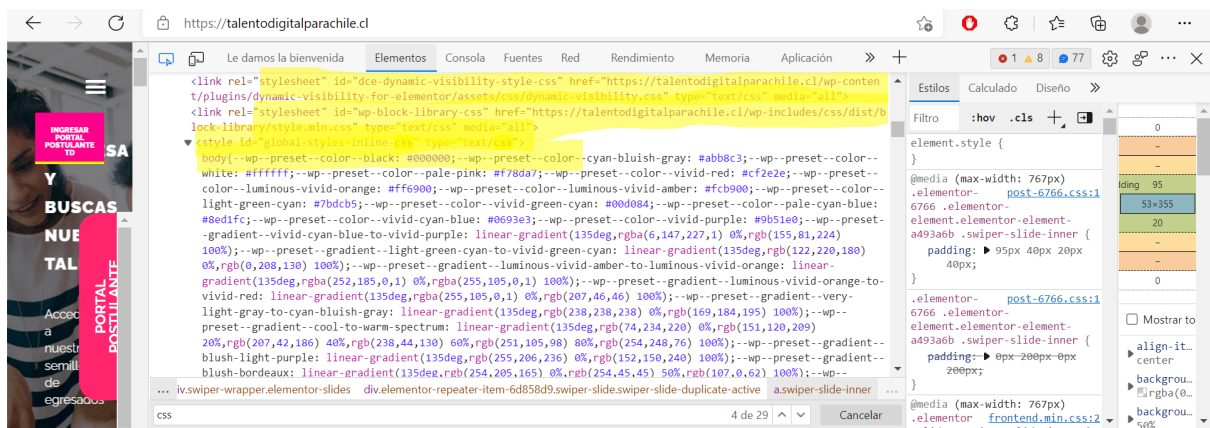 https://talentodigitalparachile.cl
INGRESAR
PORTAL
POSTULANTE
TD
SA
Y
BUSCAS
NUE
TAL
PORTAL
POSTULANTE
Acced
a
nuestr
semill
de
egresados
Le damos la bienvenida Elementos Consola Fuentes Red Rendimiento Memoria Aplicación
1 8 77
<link rel="stylesheet" id="dce-dynamic-visibility-style-css" href="https://talentodigitalparachile.cl/wp-conten
t/plugins/dynamic-visibility-for-elementor/assets/css/dynamic-visibility.css" type="text/css" media="all">
<link rel="stylesheet" id="wp-block-library-css" href="https://talentodigitalparachile.cl/wp-includes/css/dist/b
lock-library/style.min.css" type="text/css" media="all">
▼<style id="global-styles-inline-css" type="text/css">
body{--wp--preset--color--black: #000000;--wp--preset--color--cyan-bluish-gray: #abb8c3;--wp--preset--color--
white: #ffffff;--wp--preset--color--pale-pink: #f78da7;--wp--preset--color--vivid-red: #cf2e2e;--wp--preset--
color--luminous-vivid-orange: #ff6900;--wp--preset--color--luminous-vivid-amber: #fcb900;--wp--preset--color--
light-green-cyan: #7bdcb5;--wp--preset--color--vivid-green-cyan: #00d084;--wp--preset--color--pale-cyan-blue:
#8ed1fc;--wp--preset--color--vivid-cyan-blue: #0693e3;--wp--preset--color--vivid-purple: #9b51e0;--wp--preset-
-gradient--vivid-cyan-blue-to-vivid-purple: linear-gradient(135deg,rgba(6,147,227,1) 0%,rgb(155,81,224)
100%);--wp--preset--gradient--light-green-cyan-to-vivid-green-cyan: linear-gradient(135deg,rgb(122,220,180)
0%,rgb(0,208,130) 100%);--wp--preset--gradient--luminous-vivid-amber-to-luminous-vivid-orange: linear-
gradient(135deg,rgba(252,185,0,1) 0%,rgba(255,105,0,1) 100%);--wp--preset--gradient--luminous-vivid-orange-to-
vivid-red: linear-gradient(135deg,rgba(255,105,0,1) 0%,rgb(207,46,46) 100%);--wp--preset--gradient--very-
light-gray-to-cyan-bluish-gray: linear-gradient(135deg,rgb(238,238,238) 0%,rgb(169,184,195) 100%);--wp--
preset--gradient--cool-to-warm-spectrum: linear-gradient(135deg,rgb(74,234,220) 0%,rgb(151,120,209)
20%,rgb(207,42,186) 40%,rgb(238,44,130) 60%,rgb(251,105,98) 80%,rgb(254,248,76) 100%);--wp--preset--gradient--
blush-light-purple: linear-gradient(135deg,rgb(255,206,236) 0%,rgb(152,150,240) 100%);--wp--preset--gradient--
blush-bordeaux: linear-gradient(135deg,rgb(254,205,165) 0%,rgb(254,45,45) 50%,rgb(107,0,62) 100%);--wp--
... iv.swiper-wrapper.elementor-slides div.elementor-repeater-item-6d858d9.swiper-slide.swiper-slide-duplicate-active a.swiper-slide-inner ...
css 4 de 29 Cancelar
Estilos Calculado Diseño
Filtro :hov .cls
element.style {
}
@media (max-width: 767px)
.elementor- post-6766.css:1
6766 .elementor-
element.elementor-element-
a493a6b .swiper-slide-inner {
padding: ▶ 95px 40px 20px
40px;
}
.elementor- post-6766.css:1
6766 .elementor-
element.elementor-element-
a493a6b .swiper-slide-inner {
padding: ▶ 0px 200px 0px
200px;
}
@media (max-width: 767px)
.elementor frontend.min.css:2
0
-
-
dding 95
53×355
20
-
-
0
Mostrar to
align-it…
center
backgrou…
rgba(0…
backgrou…
50%